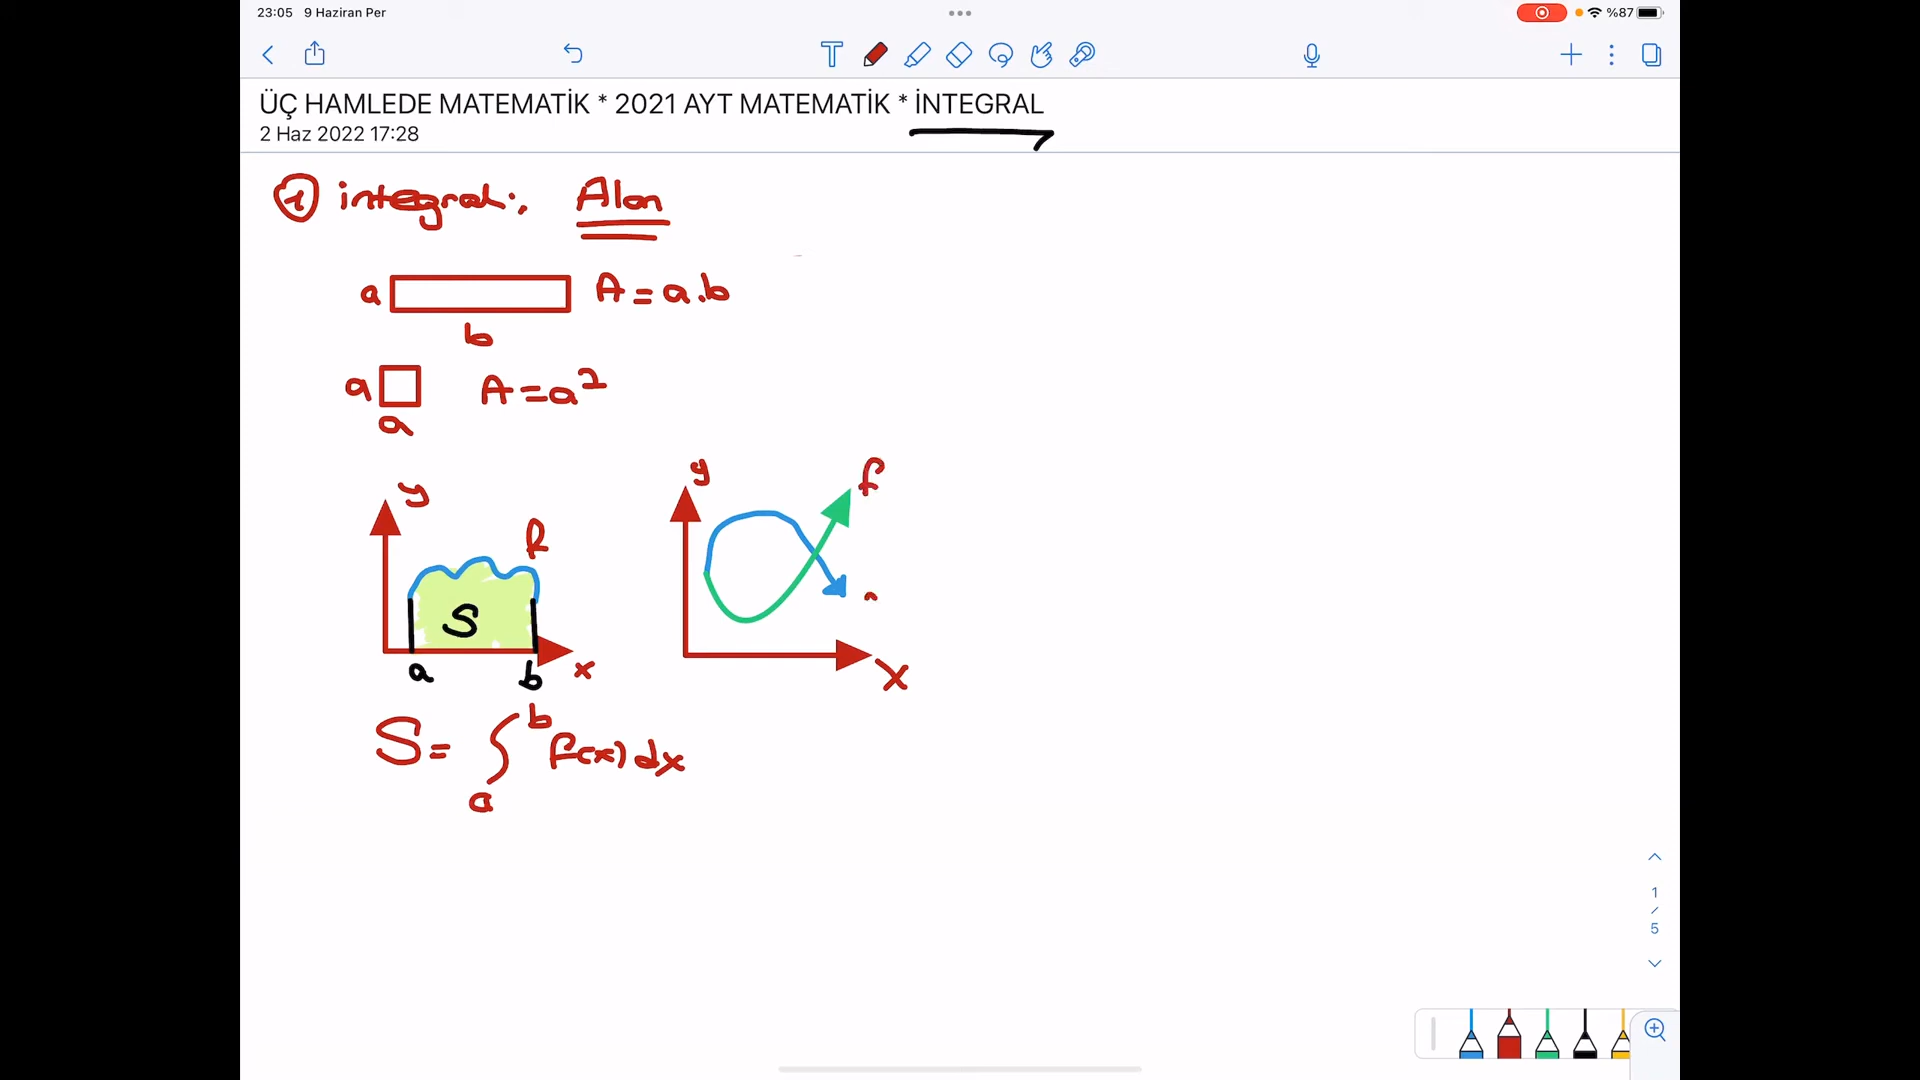 23:05 9 Haziran Per
%87
ÜÇ HAMLEDE MATEMATİK * 2021 AYT MATEMATİK * İNTEGRAL
2 Haz 2022 17:28
1 integral: Alan
a A = a.b
b
a A = a²
a
y f
y
S
a b x x
S = ∫ₐᵇ f(x) dx
1
/
5